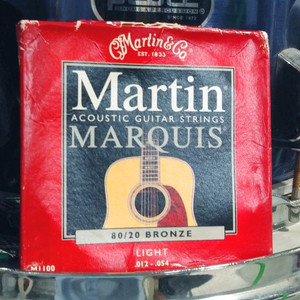 Martin & Co
EST. 1833
Martin
ACOUSTIC GUITAR STRINGS
MARQUIS
80/20 BRONZE
LIGHT
M1100
.012 - .054